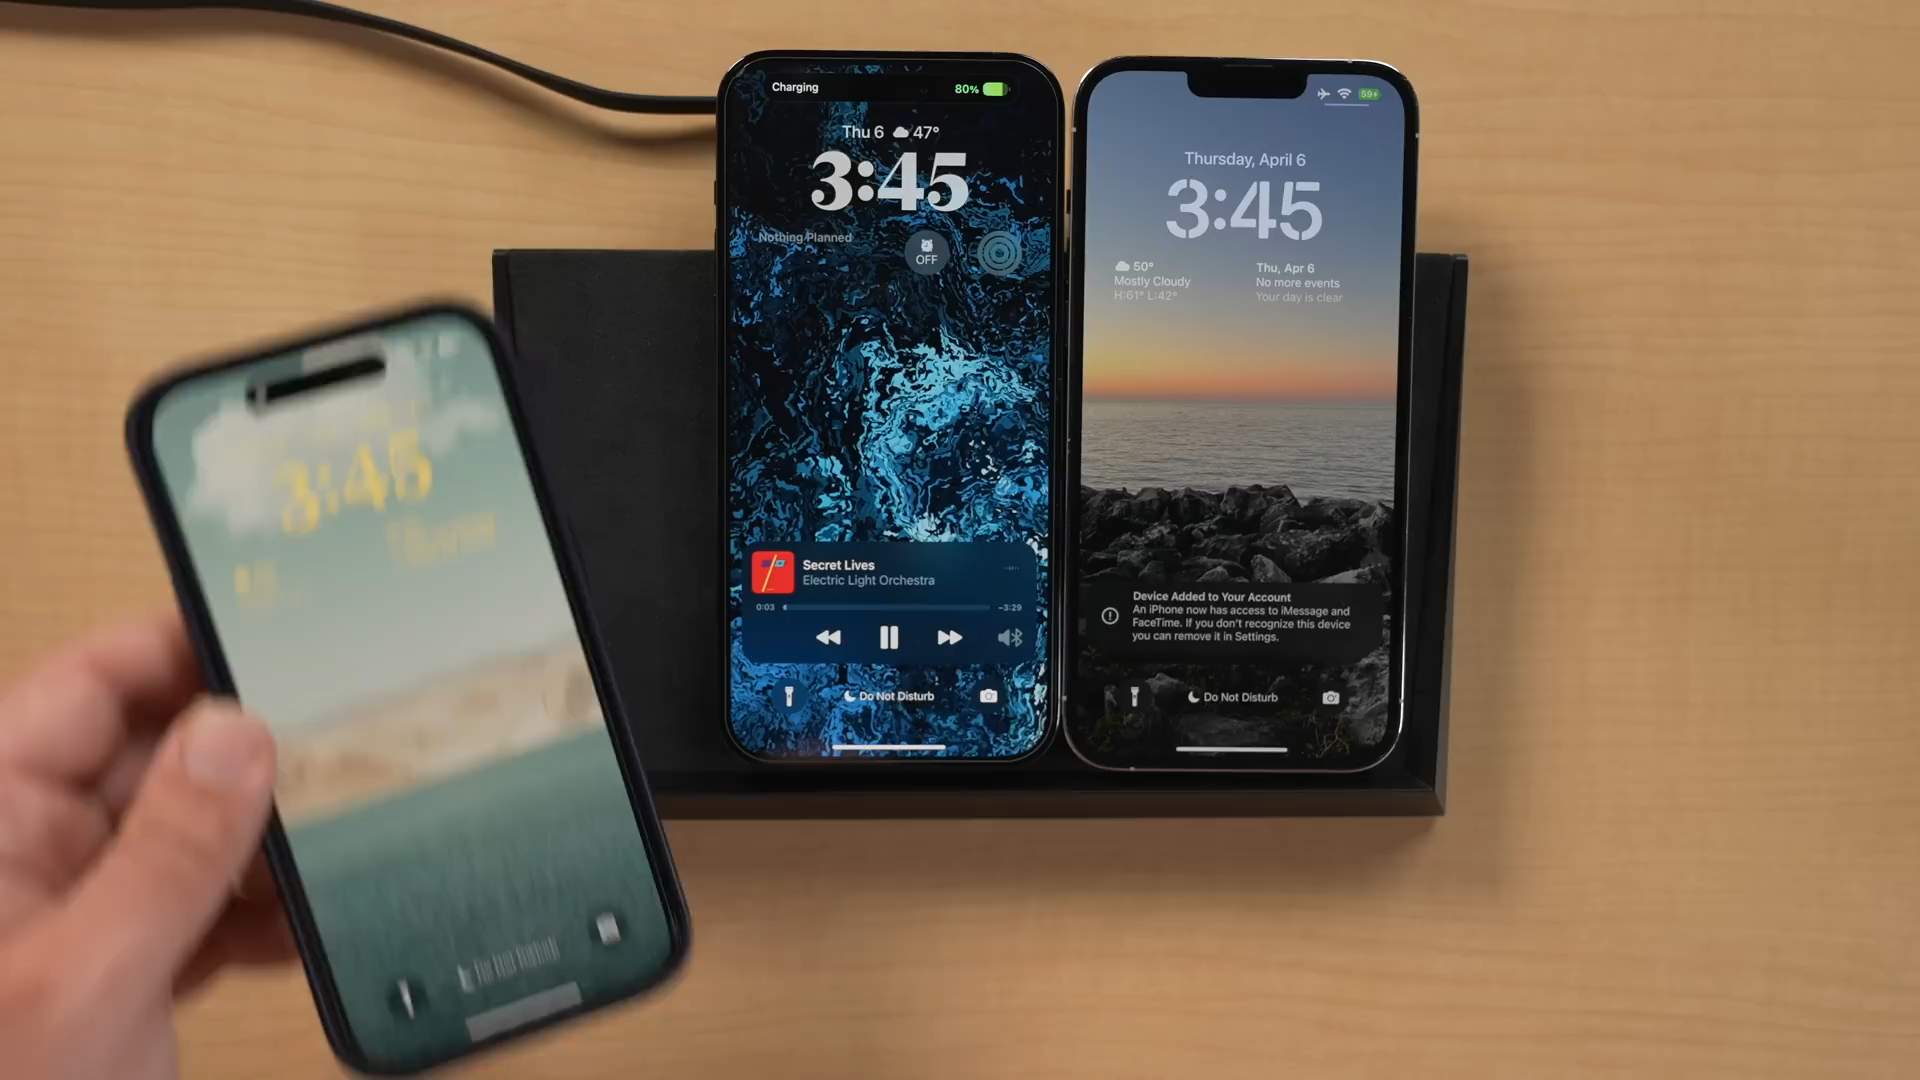 Charging 80%
Thu 6 47°
3:45
Nothing Planned
OFF
Secret Lives
Electric Light Orchestra
0:03 −3:29
Do Not Disturb
59
Thursday, April 6
3:45
50°
Mostly Cloudy
H:61° L:42°
Thu, Apr 6
No more events
Your day is clear
Device Added to Your Account
An iPhone now has access to iMessage and
FaceTime. If you don't recognize this device
you can remove it in Settings.
Do Not Disturb
3:45